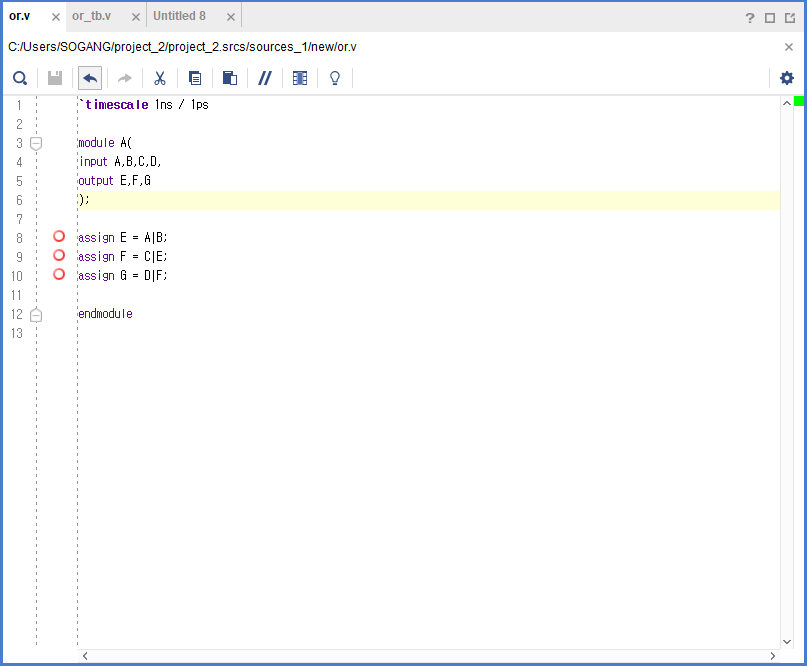 or.v or_tb.v Untitled 8
C:/Users/SOGANG/project_2/project_2.srcs/sources_1/new/or.v
1 `timescale 1ns / 1ps
2
3 module A(
4 input A,B,C,D,
5 output E,F,G
6 );
7
8 assign E = A|B;
9 assign F = C|E;
10 assign G = D|F;
11
12 endmodule
13